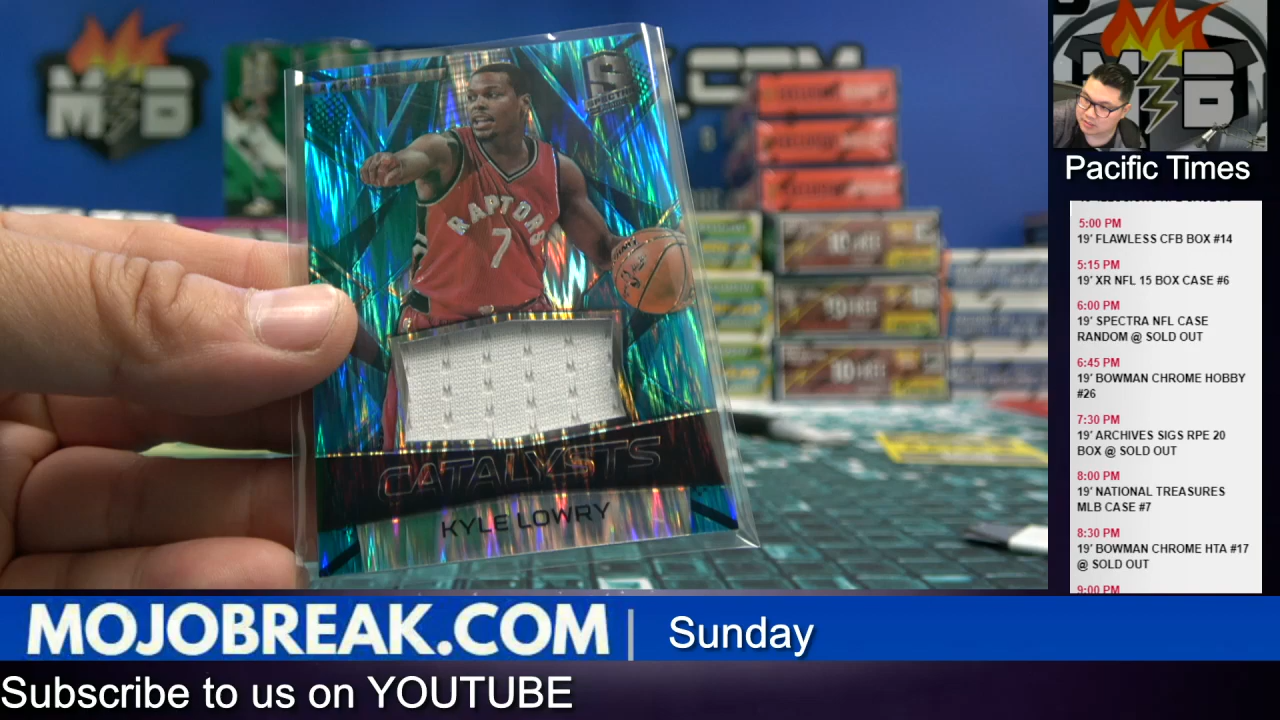 MB
.COM
MB
SPECTRA
RAPTORS
7
CATALYSTS
KYLE LOWRY
Pacific Times
5:00 PM
19' FLAWLESS CFB BOX #14
5:15 PM
19' XR NFL 15 BOX CASE #6
6:00 PM
19' SPECTRA NFL CASE
RANDOM @ SOLD OUT
6:45 PM
19' BOWMAN CHROME HOBBY
#26
7:30 PM
19' ARCHIVES SIGS RPE 20
BOX @ SOLD OUT
8:00 PM
19' NATIONAL TREASURES
MLB CASE #7
8:30 PM
19' BOWMAN CHROME HTA #17
@ SOLD OUT
9:00 PM
MOJOBREAK.COM | Sunday
Subscribe to us on YOUTUBE